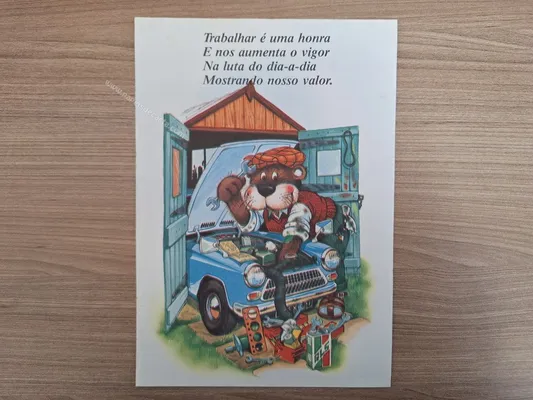 Trabalhar é uma honra
E nos aumenta o vigor
Na luta do dia-a-dia
Mostrando nosso valor.